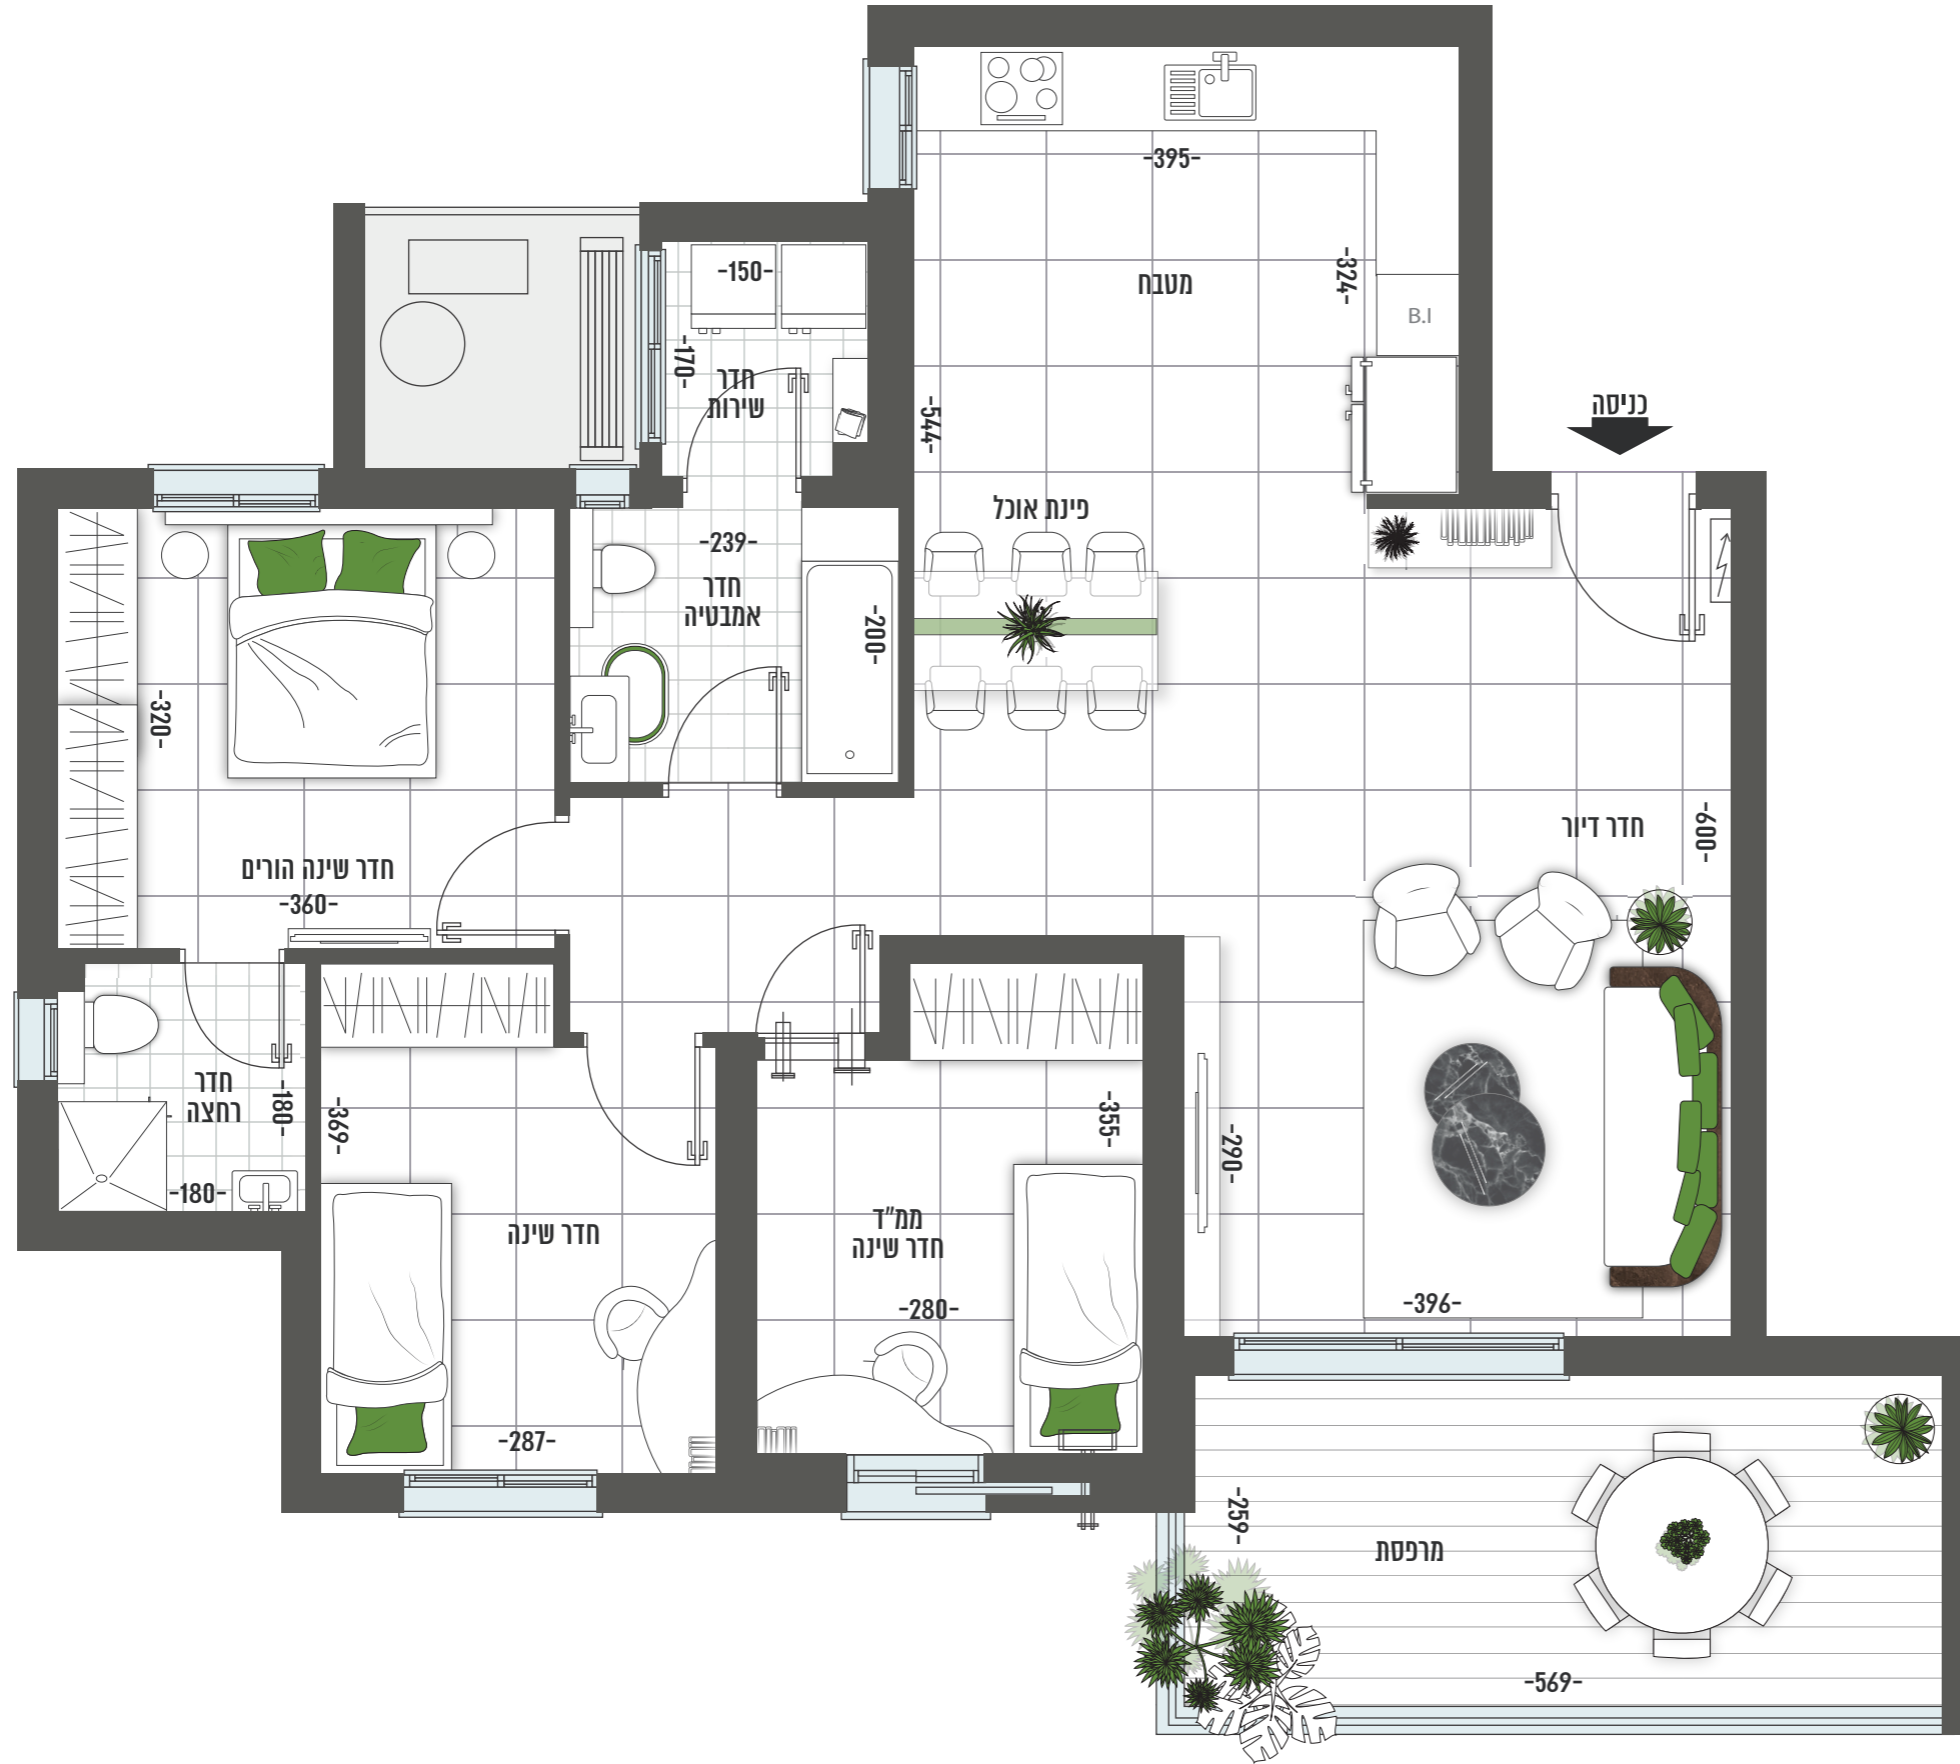 -395-
-324-
מטבח
B.I
-150-
-170-
חדר
שירות
-544-
כניסה
פינת אוכל
-239-
חדר
אמבטיה
-200-
-320-
חדר שינה הורים
-360-
חדר דיור
-600-
חדר
רחצה
-180-
-180-
-369-
חדר שינה
-287-
-355-
ממ"ד
חדר שינה
-280-
-290-
-396-
-259-
מרפסת
-569-